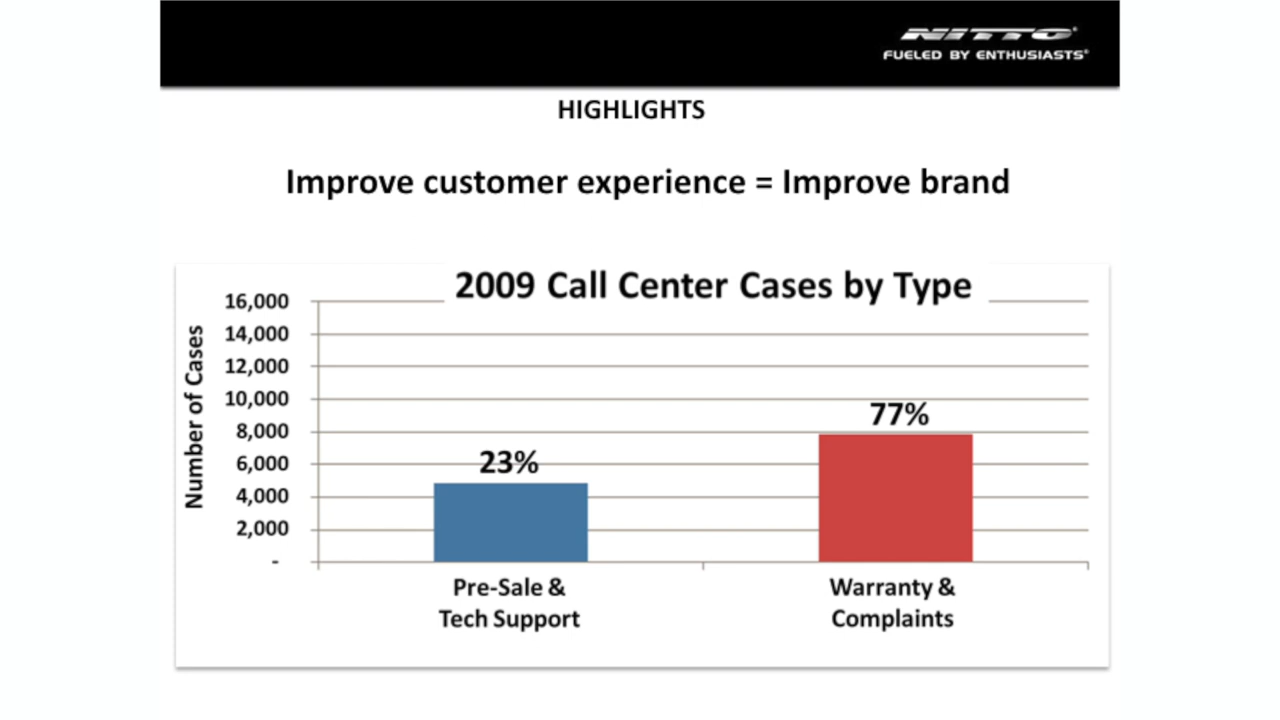 NITTO®
FUELED BY ENTHUSIASTS®
HIGHLIGHTS
Improve customer experience = Improve brand
2009 Call Center Cases by Type
Number of Cases
16,000
14,000
12,000
10,000
8,000
6,000
4,000
2,000
-
23%
77%
Pre-Sale &
Tech Support
Warranty &
Complaints